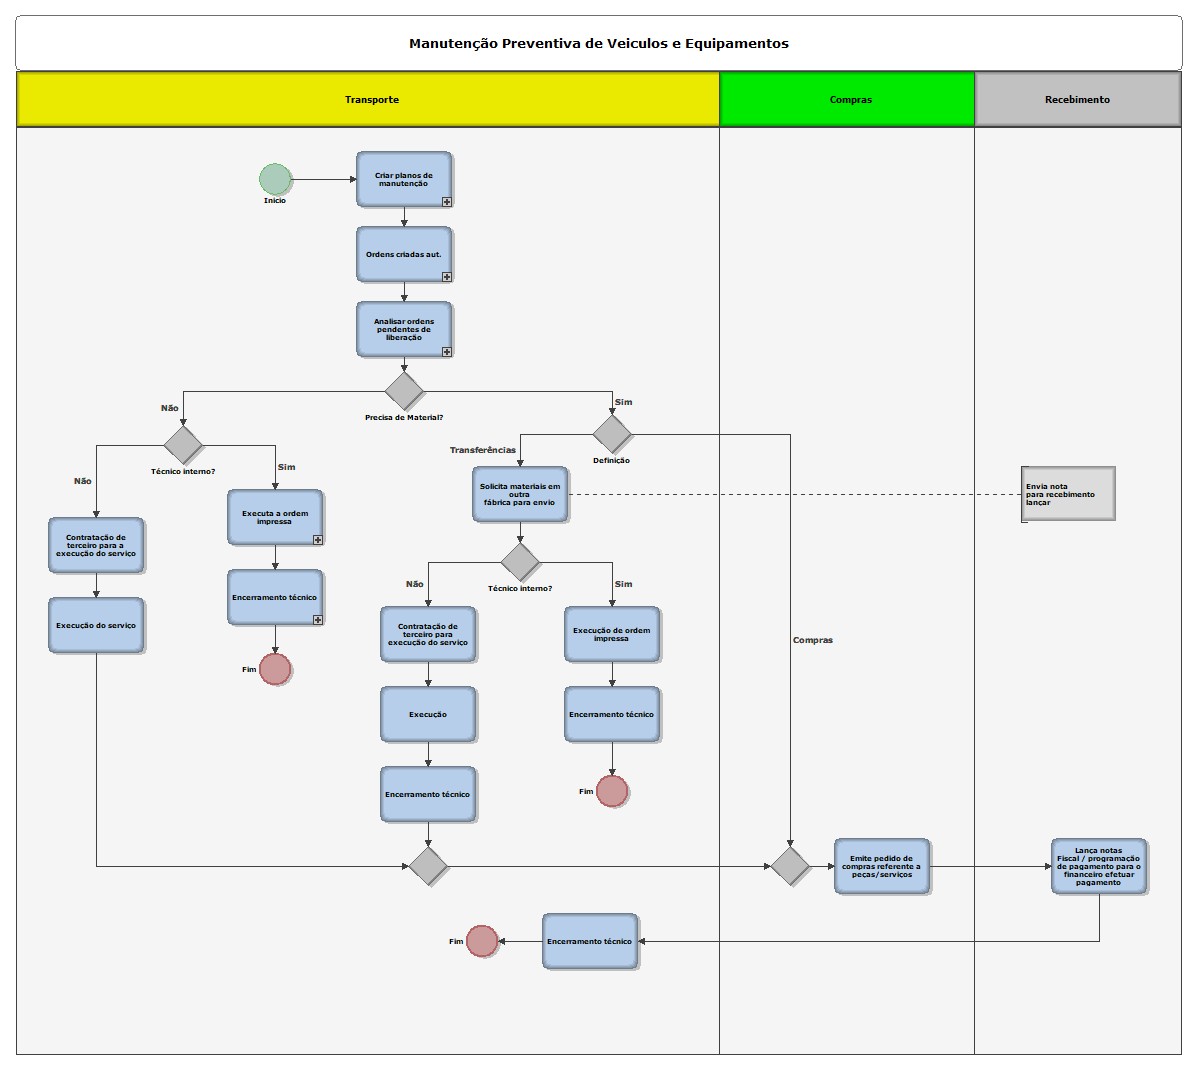 Manutenção Preventiva de Veiculos e Equipamentos
Transporte
Compras
Recebimento
Inicio
Criar planos de
manutenção
Ordens criadas aut.
Analisar ordens
pendentes de
liberação
Precisa de Material?
Não
Sim
Técnico interno?
Definição
Transferências
Não
Sim
Solicita materiais em
outra
fábrica para envio
Envia nota
para recebimento
lançar
Contratação de
terceiro para a
execução do serviço
Executa a ordem
impressa
Técnico interno?
Não
Sim
Execução do serviço
Encerramento técnico
Fim
Contratação de
terceiro para
execução do serviço
Execução de ordem
impressa
Compras
Execução
Encerramento técnico
Encerramento técnico
Fim
Emite pedido de
compras referente a
peças/serviços
Lança notas
Fiscal / programação
de pagamento para o
financeiro efetuar
pagamento
Fim
Encerramento técnico